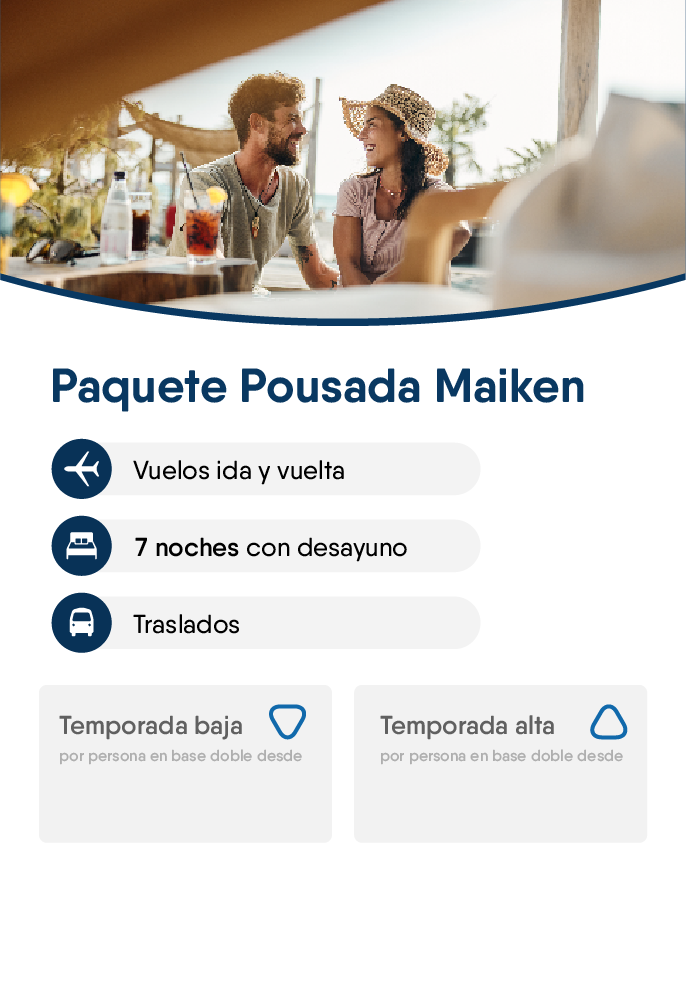 Paquete Pousada Maiken
Vuelos ida y vuelta
7 noches con desayuno
Traslados
Temporada baja
por persona en base doble desde
Temporada alta
por persona en base doble desde